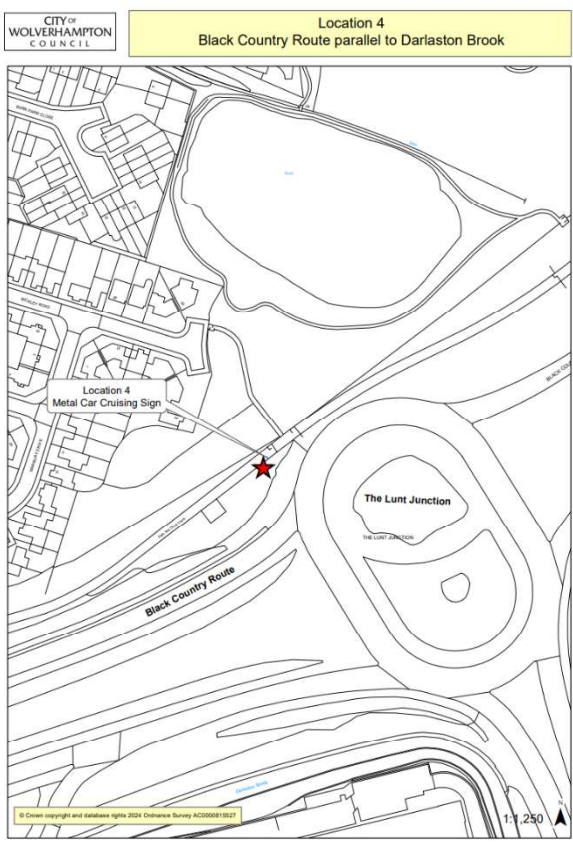 CITY OF
WOLVERHAMPTON
COUNCIL
Location 4
Black Country Route parallel to Darlaston Brook
Location 4
Metal Car Cruising Sign
The Lunt Junction
THE LUNT JUNCTION
Black Country Route
Darlaston Brook
© Crown copyright and database rights 2024 Ordnance Survey AC0000815527
1:1,250
N